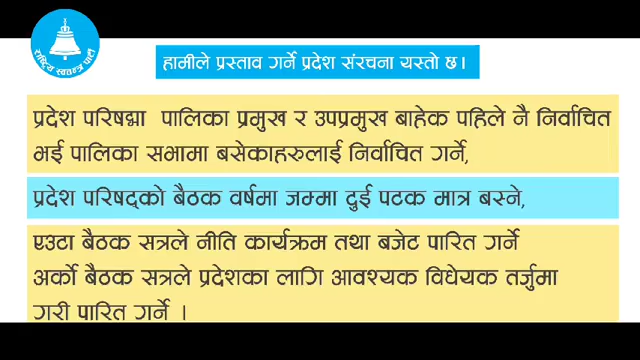 राष्ट्रिय स्वतन्त्र पार्टी
हामीले प्रस्ताव गर्ने प्रदेश संरचना यस्तो छ।
प्रदेश परिषद्मा पालिका प्रमुख र उपप्रमुख बाहेक पहिले नै निर्वाचित
भई पालिका सभामा बसेकाहरुलाई निर्वाचित गर्ने,
प्रदेश परिषद्को बैठक वर्षमा जम्मा दुई पटक मात्र बस्ने,
एउटा बैठक सत्रले नीति कार्यक्रम तथा बजेट पारित गर्ने
अर्को बैठक सत्रले प्रदेशका लागि आवश्यक विधेयक तर्जुमा
गरी पारित गर्ने ।